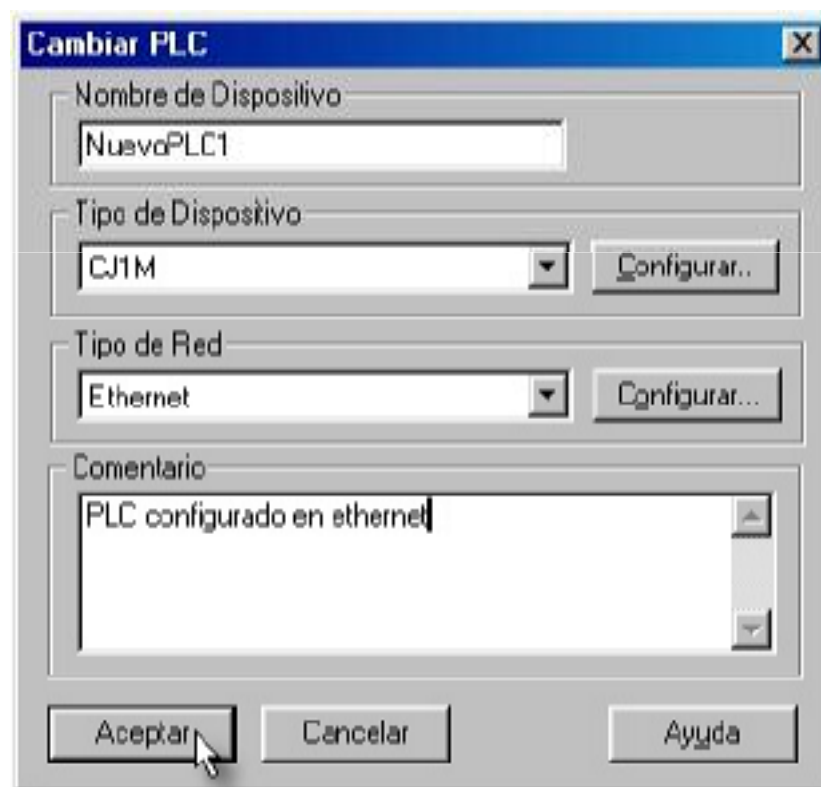 Cambiar PLC
Nombre de Dispositivo
NuevoPLC1
Tipo de Dispositivo
CJ1M
Configurar..
Tipo de Red
Ethernet
Configurar...
Comentario
PLC configurado en ethernet
Aceptar
Cancelar
Ayuda